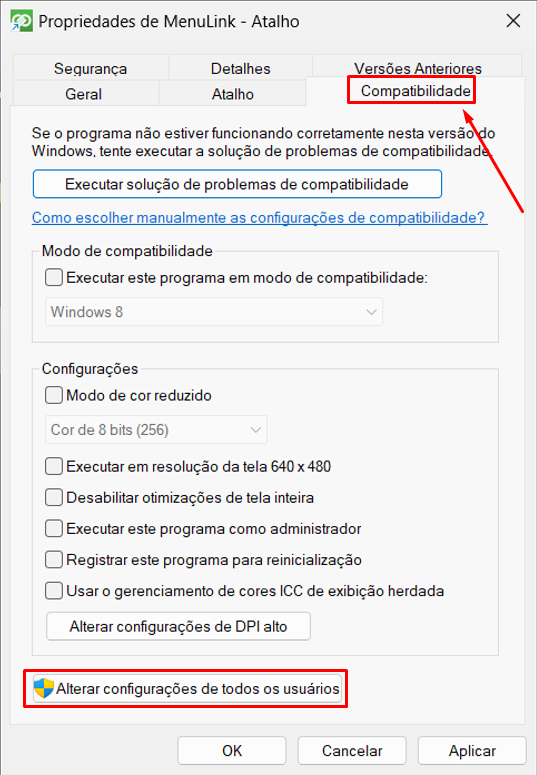 Propriedades de MenuLink - Atalho
Segurança
Detalhes
Versões Anteriores
Geral
Atalho
Compatibilidade
Se o programa não estiver funcionando corretamente nesta versão do
Windows, tente executar a solução de problemas de compatibilidade.
Executar solução de problemas de compatibilidade
Como escolher manualmente as configurações de compatibilidade?
Modo de compatibilidade
Executar este programa em modo de compatibilidade:
Windows 8
Configurações
Modo de cor reduzido
Cor de 8 bits (256)
Executar em resolução da tela 640 x 480
Desabilitar otimizações de tela inteira
Executar este programa como administrador
Registrar este programa para reinicialização
Usar o gerenciamento de cores ICC de exibição herdada
Alterar configurações de DPI alto
Alterar configurações de todos os usuários
OK
Cancelar
Aplicar